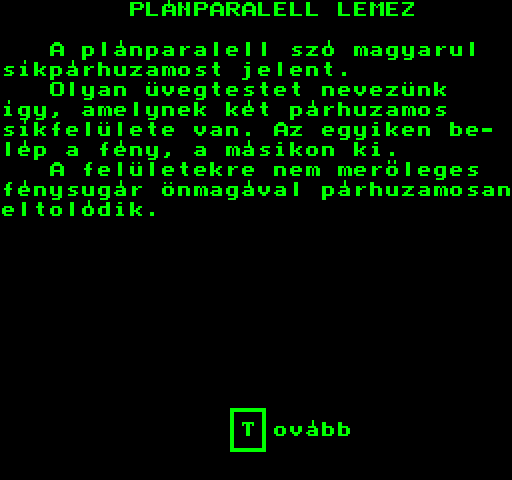 PLÁNPARALELL LEMEZ
A plánparalell szó magyarul
síkpárhuzamost jelent.
Olyan üvegtestet nevezünk
így, amelynek két párhuzamos
síkfelülete van. Az egyiken be-
lép a fény, a másikon ki.
A felületekre nem merőleges
fénysugár önmagával párhuzamosan
eltolódik.
T ovább